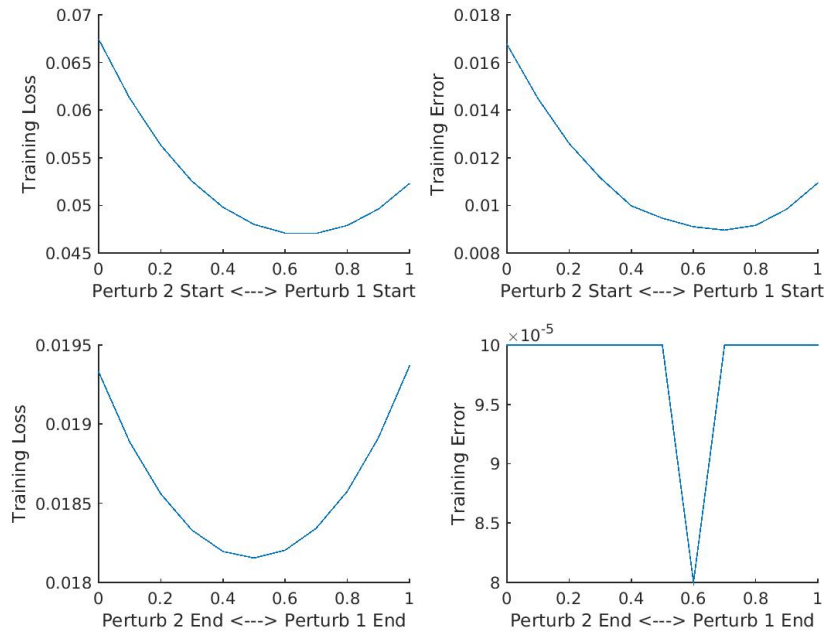 0.07
0.065
0.06
0.055
0.05
0.045
Training Loss
0 0.2 0.4 0.6 0.8 1
Perturb 2 Start <---> Perturb 1 Start
0.018
0.016
0.014
0.012
0.01
0.008
Training Error
0 0.2 0.4 0.6 0.8 1
Perturb 2 Start <---> Perturb 1 Start
0.0195
0.019
0.0185
0.018
Training Loss
0 0.2 0.4 0.6 0.8 1
Perturb 2 End <---> Perturb 1 End
×10-5
10
9.5
9
8.5
8
Training Error
0 0.2 0.4 0.6 0.8 1
Perturb 2 End <---> Perturb 1 End